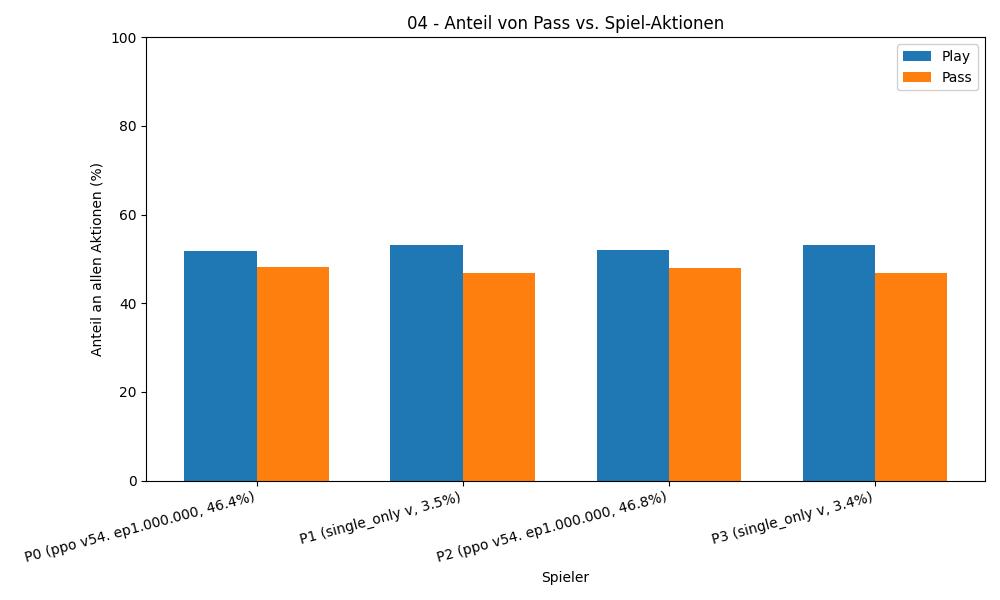 04 - Anteil von Pass vs. Spiel-Aktionen
Play
Pass
Anteil an allen Aktionen (%)
100
80
60
40
20
0
P0 (ppo v54. ep1.000.000, 46.4%)
P1 (single_only v, 3.5%)
P2 (ppo v54. ep1.000.000, 46.8%)
P3 (single_only v, 3.4%)
Spieler